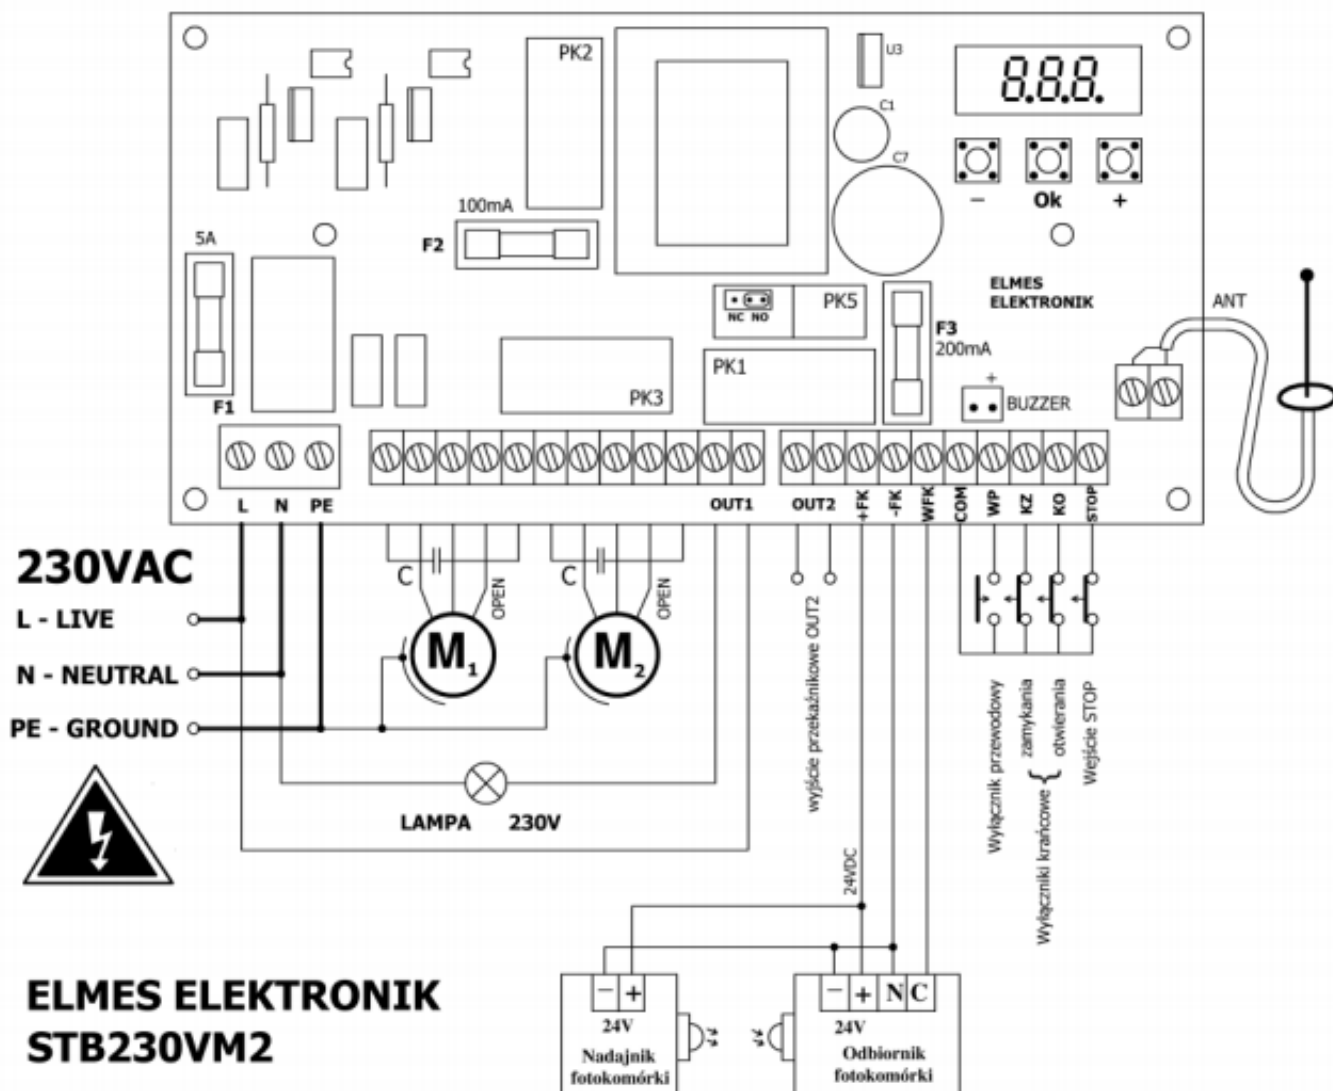 PK2
U3
8.8.8.
C1
C7
100mA
F2
− Ok +
5A
ELMES
ELEKTRONIK
ANT
NC NO
PK5
F3
200mA
PK1
PK3
+
BUZZER
F1
L N PE
OUT1
OUT2
+FK
-FK
WFK
COM
WP
KZ
KO
STOP
230VAC
L - LIVE
N - NEUTRAL
PE - GROUND
C
OPEN
M1
C
OPEN
M2
wyjście przekaźnikowe OUT2
Wyłącznik przewodowy
zamykania
otwierania
Wyłączniki krańcowe
Wejście STOP
LAMPA 230V
24VDC
ELMES ELEKTRONIK
STB230VM2
− +
24V
Nadajnik
fotokomórki
− + N C
24V
Odbiornik
fotokomórki